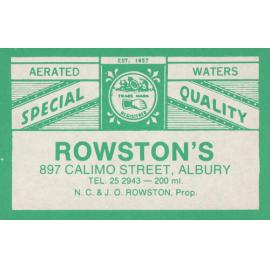 EST. 1857
AERATED WATERS
TRADE MARK
SPECIAL QUALITY
REGISTERED
ROWSTON'S
897 CALIMO STREET, ALBURY
TEL. 25 2943 — 200 ml.
N. C. & J. O. ROWSTON, Prop.